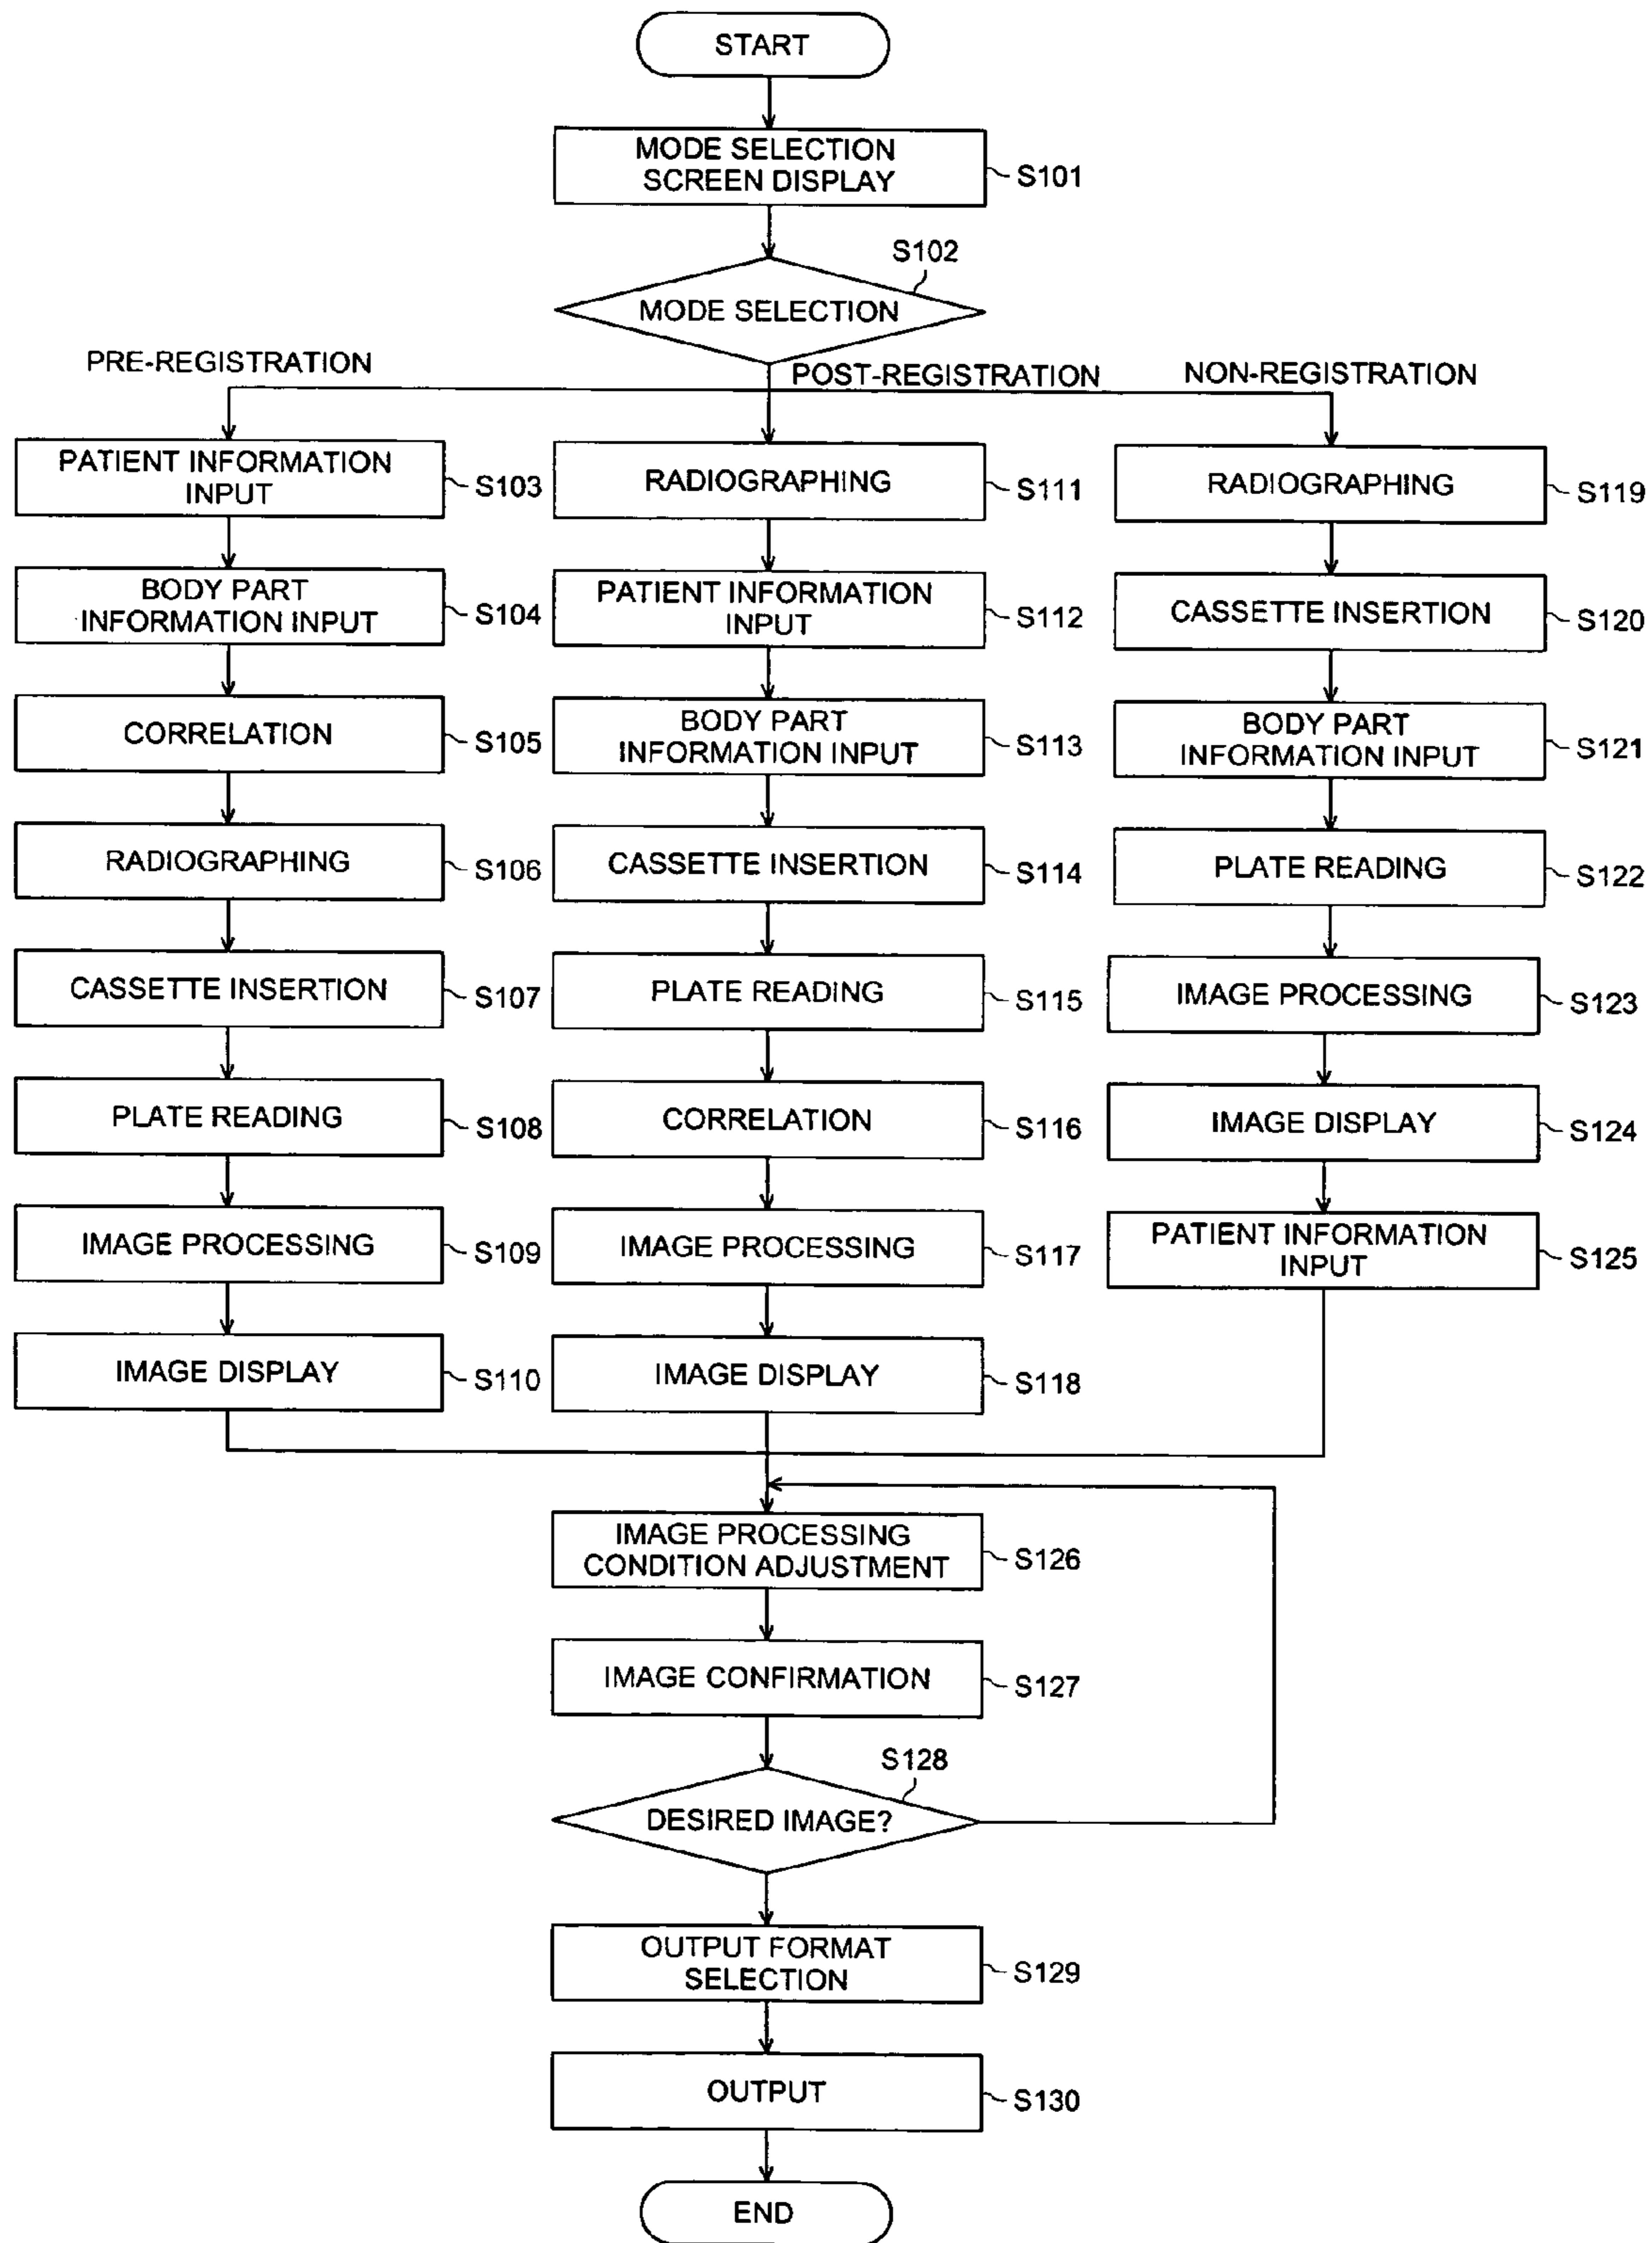 START
MODE SELECTION
SCREEN DISPLAY
S101
S102
MODE SELECTION
PRE-REGISTRATION
POST-REGISTRATION
NON-REGISTRATION
PATIENT INFORMATION
INPUT
S103
BODY PART
INFORMATION INPUT
S104
CORRELATION
S105
RADIOGRAPHING
S106
CASSETTE INSERTION
S107
PLATE READING
S108
IMAGE PROCESSING
S109
IMAGE DISPLAY
S110
RADIOGRAPHING
S111
PATIENT INFORMATION
INPUT
S112
BODY PART
INFORMATION INPUT
S113
CASSETTE INSERTION
S114
PLATE READING
S115
CORRELATION
S116
IMAGE PROCESSING
S117
IMAGE DISPLAY
S118
RADIOGRAPHING
S119
CASSETTE INSERTION
S120
BODY PART
INFORMATION INPUT
S121
PLATE READING
S122
IMAGE PROCESSING
S123
IMAGE DISPLAY
S124
PATIENT INFORMATION
INPUT
S125
IMAGE PROCESSING
CONDITION ADJUSTMENT
S126
IMAGE CONFIRMATION
S127
S128
DESIRED IMAGE?
OUTPUT FORMAT
SELECTION
S129
OUTPUT
S130
END